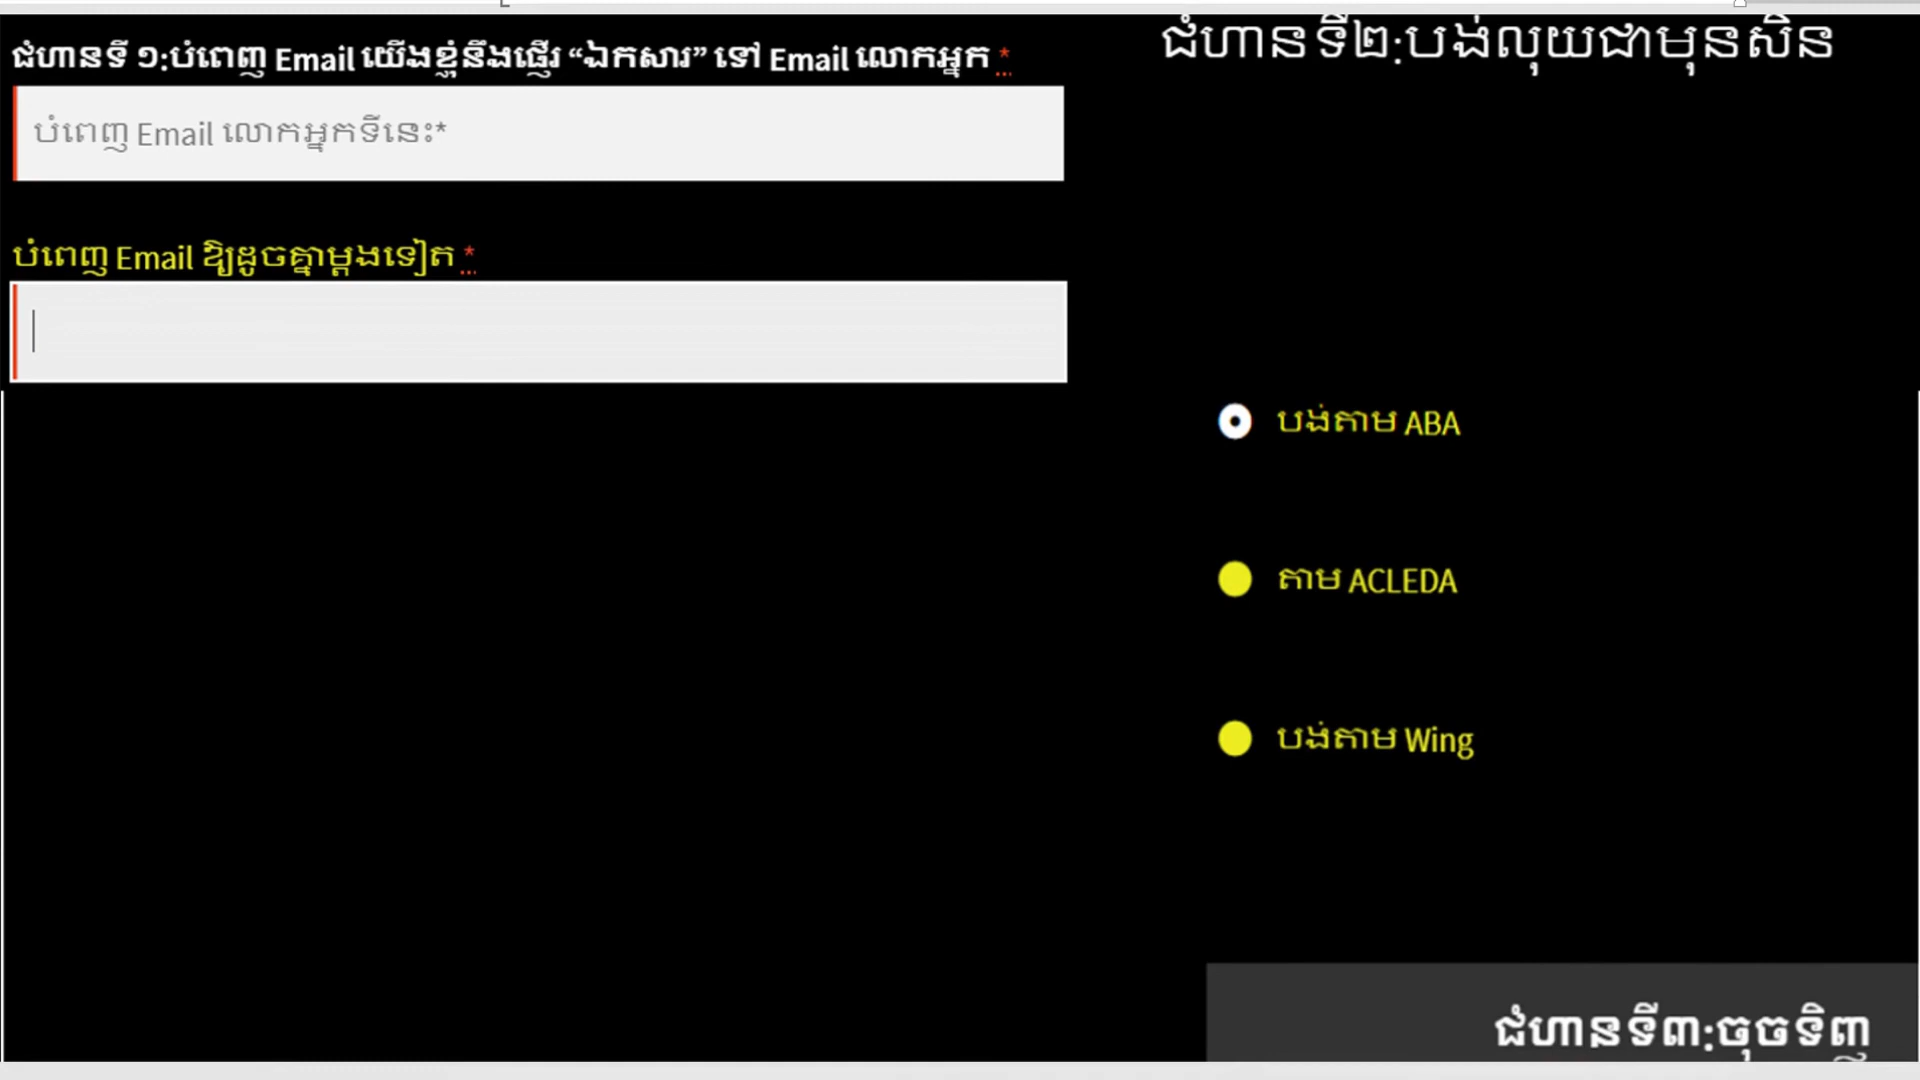 ជំហានទី ១:បំពេញ Email យើងខ្ញុំនឹងផ្ញើរ “ឯកសារ” ទៅ Email លោកអ្នក *
បំពេញ Email លោកអ្នកទីនេះ*
បំពេញ Email ឱ្យដូចគ្នាម្តងទៀត *
ជំហានទី២:បង់លុយជាមុនសិន
បង់តាម ABA
តាម ACLEDA
បង់តាម Wing
ជំហានទី៣:ចុចទិញ